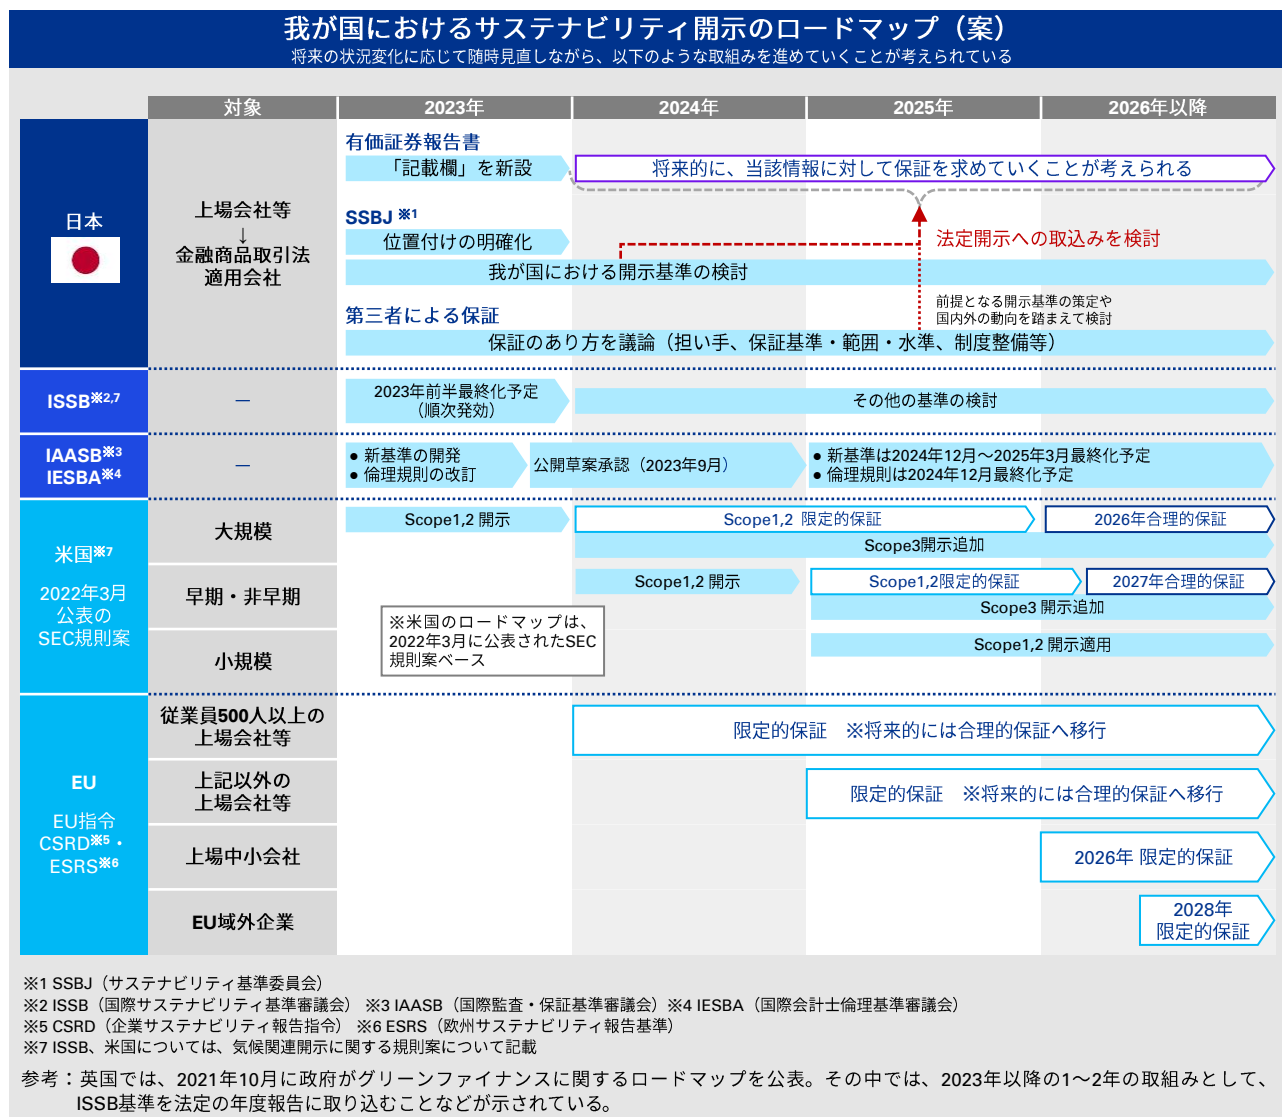 我が国におけるサステナビリティ開示のロードマップ（案）
将来の状況変化に応じて随時見直しながら、以下のような取組みを進めていくことが考えられている
対象
2023年
2024年
2025年
2026年以降
日本
上場会社等
↓
金融商品取引法
適用会社
有価証券報告書
「記載欄」を新設
将来的に、当該情報に対して保証を求めていくことが考えられる
SSBJ ※1
位置付けの明確化
法定開示への取込みを検討
我が国における開示基準の検討
前提となる開示基準の策定や
国内外の動向を踏まえて検討
第三者による保証
保証のあり方を議論（担い手、保証基準・範囲・水準、制度整備等）
ISSB※2,7
―
2023年前半最終化予定
（順次発効）
その他の基準の検討
IAASB※3
IESBA※4
―
● 新基準の開発
● 倫理規則の改訂
公開草案承認（2023年9月）
● 新基準は2024年12月～2025年3月最終化予定
● 倫理規則は2024年12月最終化予定
米国※7
2022年3月
公表の
SEC規則案
大規模
Scope1,2 開示
Scope1,2 限定的保証
2026年合理的保証
Scope3開示追加
早期・非早期
Scope1,2 開示
Scope1,2限定的保証
2027年合理的保証
Scope3 開示追加
※米国のロードマップは、
2022年3月に公表されたSEC
規則案ベース
小規模
Scope1,2 開示適用
EU
EU指令
CSRD※5・
ESRS※6
従業員500人以上の
上場会社等
限定的保証　※将来的には合理的保証へ移行
上記以外の
上場会社等
限定的保証　※将来的には合理的保証へ移行
上場中小会社
2026年 限定的保証
EU域外企業
2028年
限定的保証
※1 SSBJ（サステナビリティ基準委員会）
※2 ISSB（国際サステナビリティ基準審議会） ※3 IAASB（国際監査・保証基準審議会）※4 IESBA（国際会計士倫理基準審議会）
※5 CSRD（企業サステナビリティ報告指令） ※6 ESRS（欧州サステナビリティ報告基準）
※7 ISSB、米国については、気候関連開示に関する規則案について記載
参考：英国では、2021年10月に政府がグリーンファイナンスに関するロードマップを公表。その中では、2023年以降の1～2年の取組みとして、
ISSB基準を法定の年度報告に取り込むことなどが示されている。